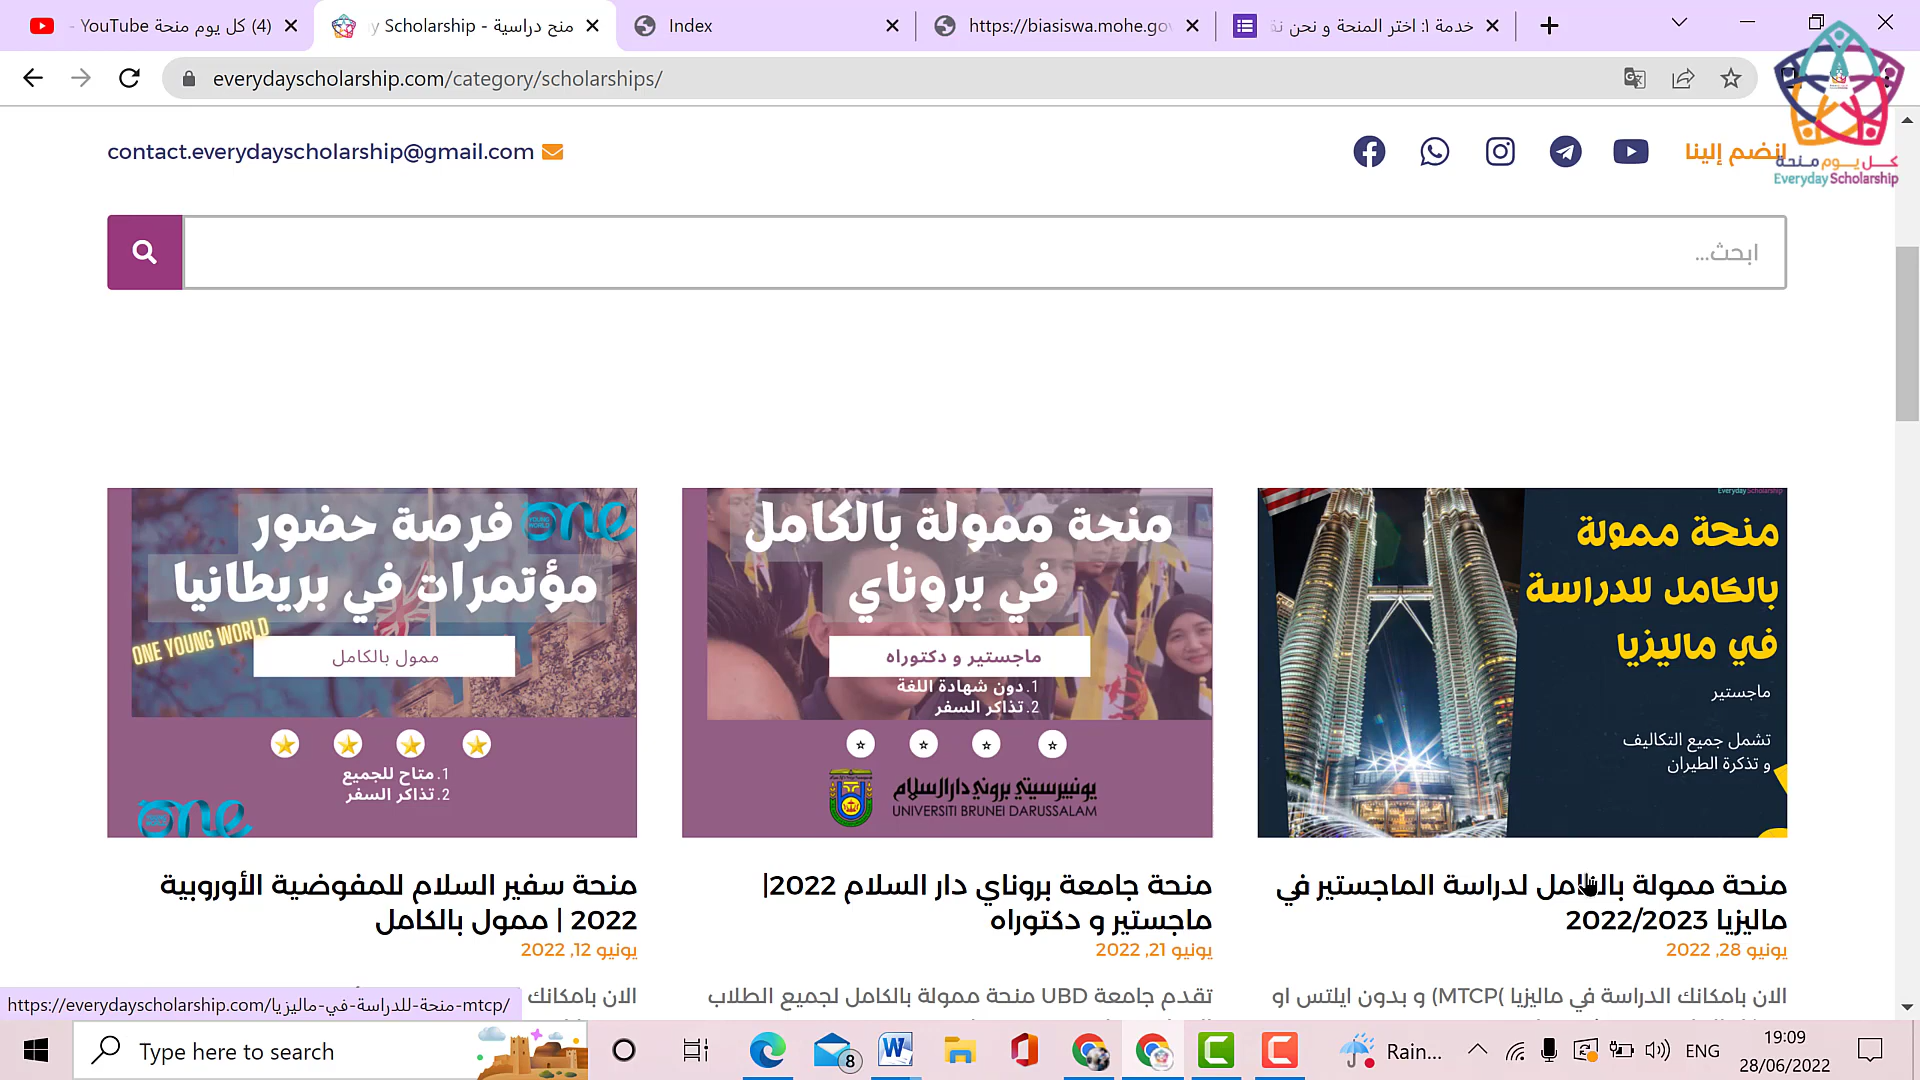 (4) كل يوم منحة - YouTube
منح دراسية - y Scholarship
Index
https://biasiswa.mohe.gov
خدمة 1: اختر المنحة و نحن نق
everydayscholarship.com/category/scholarships/
contact.everydayscholarship@gmail.com
انضم إلينا
كل يوم منحة
Everyday Scholarship
ابحث...
منحة ممولة
بالكامل للدراسة
في ماليزيا
ماجستير
تشمل جميع التكاليف
و تذكرة الطيران
منحة ممولة بالكامل لدراسة الماجستير في
ماليزيا 2022/2023
يونيو 28, 2022
الان بامكانك الدراسة في ماليزيا (MTCP) و بدون ايلتس او
منحة ممولة بالكامل
في بروناي
ماجستير و دكتوراه
1. دون شهادة اللغة
2. تذاكر السفر
يونيبرسيتي بروني دارالسلام
UNIVERSITI BRUNEI DARUSSALAM
منحة جامعة بروناي دار السلام 2022|
ماجستير و دكتوراه
يونيو 21, 2022
تقدم جامعة UBD منحة ممولة بالكامل لجميع الطلاب
فرصة حضور
مؤتمرات في بريطانيا
one
ONE YOUNG WORLD
ممول بالكامل
1. متاح للجميع
2. تذاكر السفر
one
منحة سفير السلام للمفوضية الأوروبية
2022 | ممول بالكامل
يونيو 12, 2022
الان بامكانك
https://everydayscholarship.com/منحة-للدراسة-في-ماليزيا-mtcp/
Type here to search
8
Rain...
ENG
19:09
28/06/2022